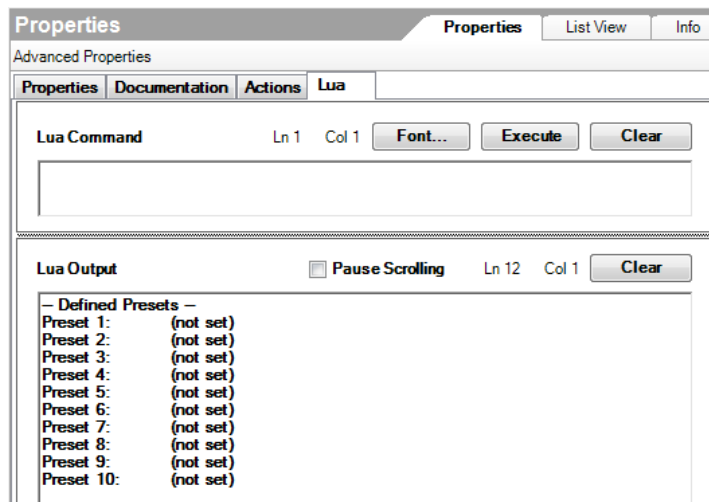 Properties Properties List View Info
Advanced Properties
Properties Documentation Actions Lua
Lua Command Ln 1 Col 1 Font... Execute Clear
Lua Output Pause Scrolling Ln 12 Col 1 Clear
– Defined Presets –
Preset 1: (not set)
Preset 2: (not set)
Preset 3: (not set)
Preset 4: (not set)
Preset 5: (not set)
Preset 6: (not set)
Preset 7: (not set)
Preset 8: (not set)
Preset 9: (not set)
Preset 10: (not set)